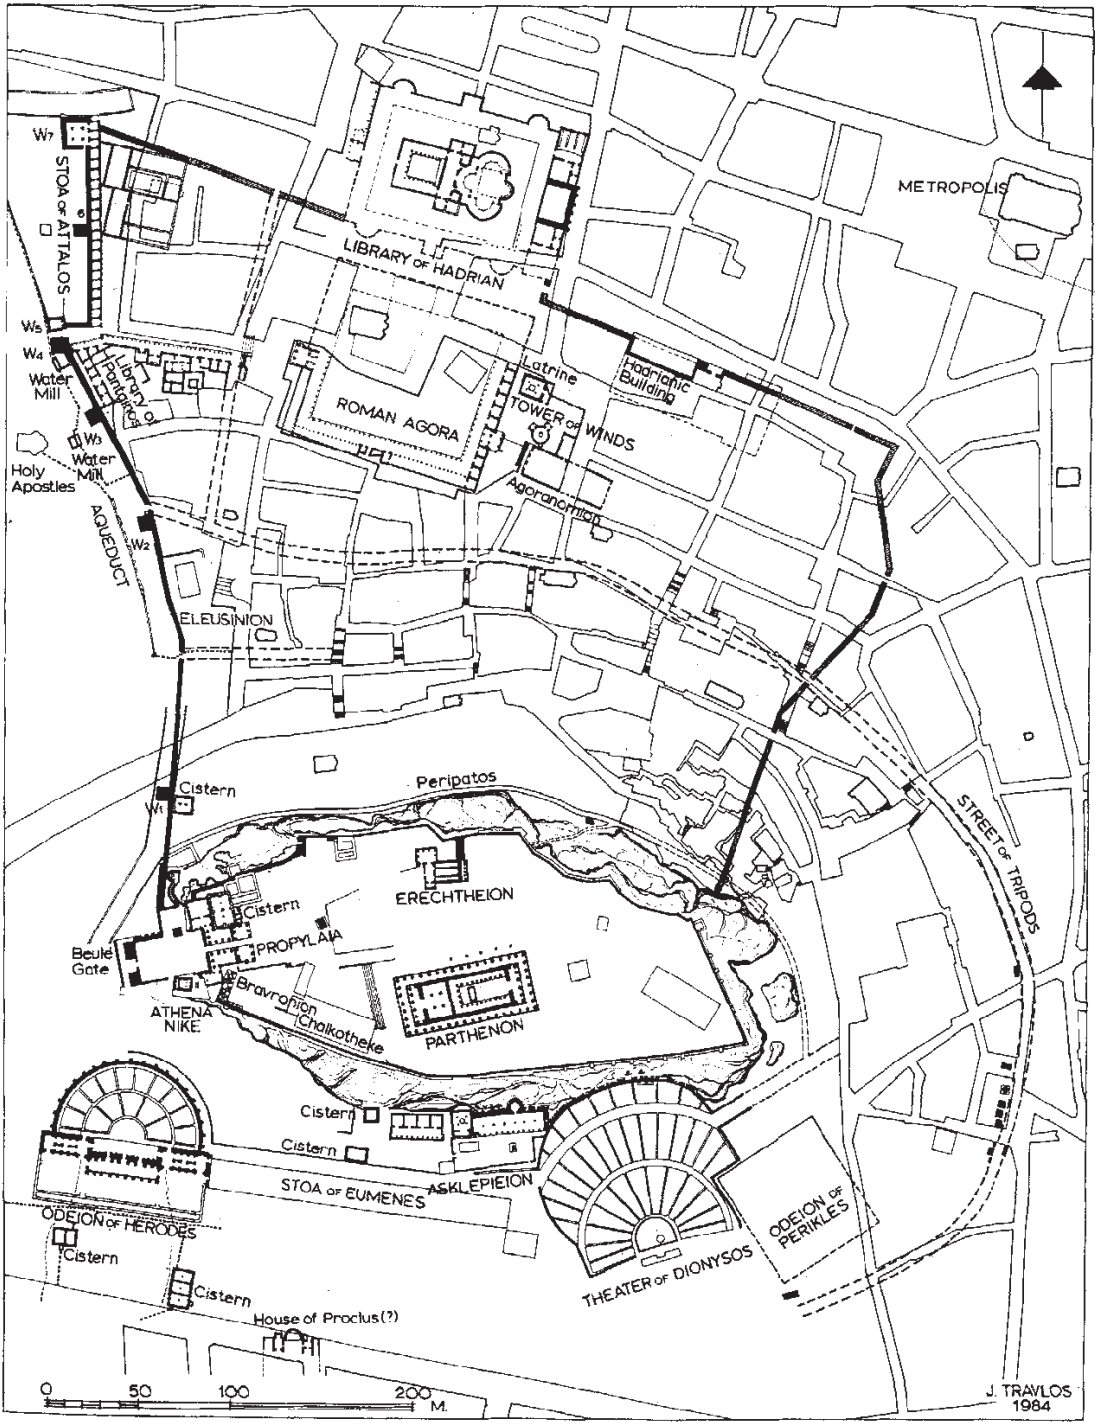 W7
METROPOLIS
STOA OF ATTALOS
6
LIBRARY OF HADRIAN
W5
W4
Water
Mill
Library of
Pantainos
Latrine
Hadrianic
Building
ROMAN AGORA
TOWER OF WINDS
W3
Water
Mill
Holy
Apostles
Agoranomion
AQUEDUCT
W2
ELEUSINION
Peripatos
Cistern
W1
STREET OF TRIPODS
ERECHTHEION
Cistern
PROPYLAIA
Beulé
Gate
Bravronion
Chalkotheke
ATHENA
NIKE
PARTHENON
Cistern
Cistern
ASKLEPIEION
STOA OF EUMENES
ODEION OF
PERIKLES
ODEION OF HERODES
Cistern
THEATER OF DIONYSOS
Cistern
House of Proclus(?)
0 50 100 200
M.
J. TRAVLOS
1984